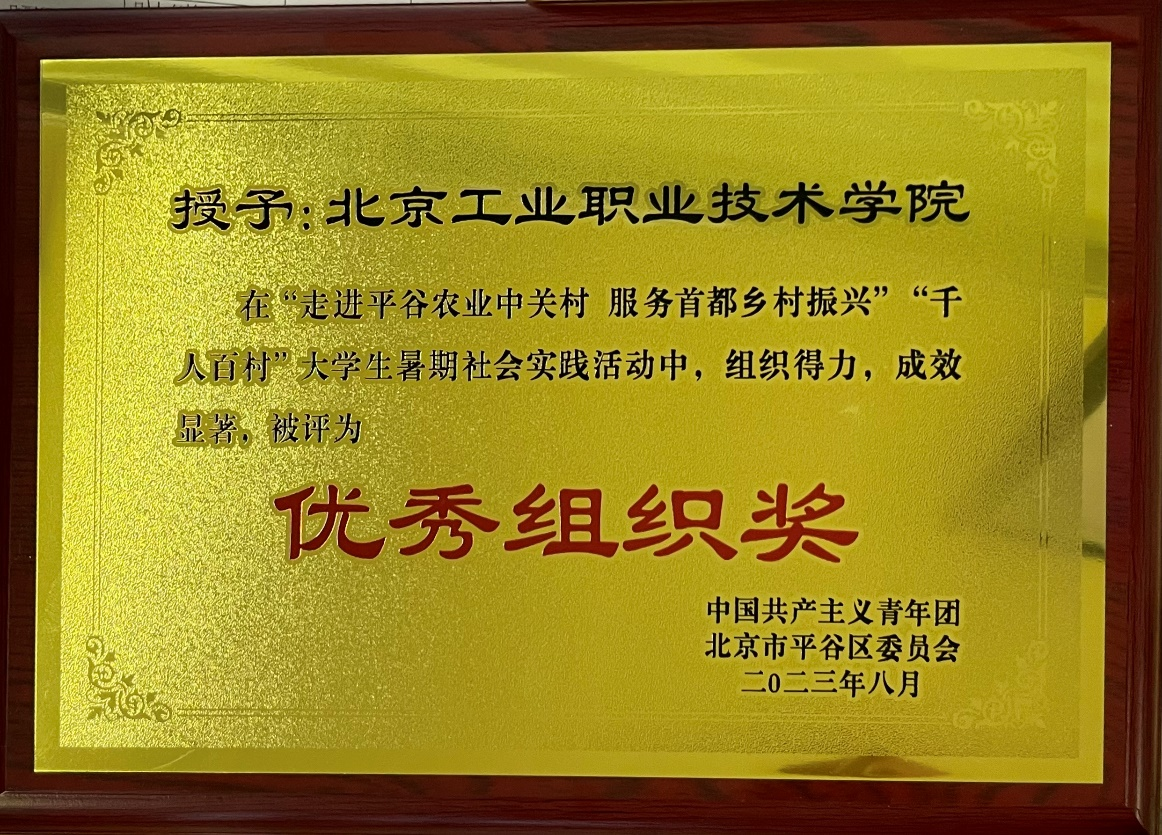 授予:北京工业职业技术学院
在“走进平谷农业中关村 服务首都乡村振兴”“千
人百村”大学生暑期社会实践活动中，组织得力，成效
显著，被评为
优秀组织奖
中国共产主义青年团
北京市平谷区委员会
二0二三年八月